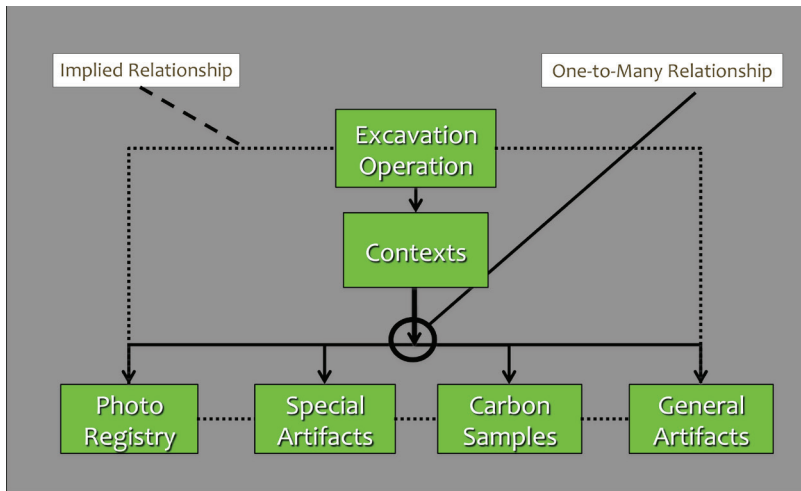 Implied Relationship
One-to-Many Relationship
Excavation
Operation
Contexts
Photo
Registry
Special
Artifacts
Carbon
Samples
General
Artifacts